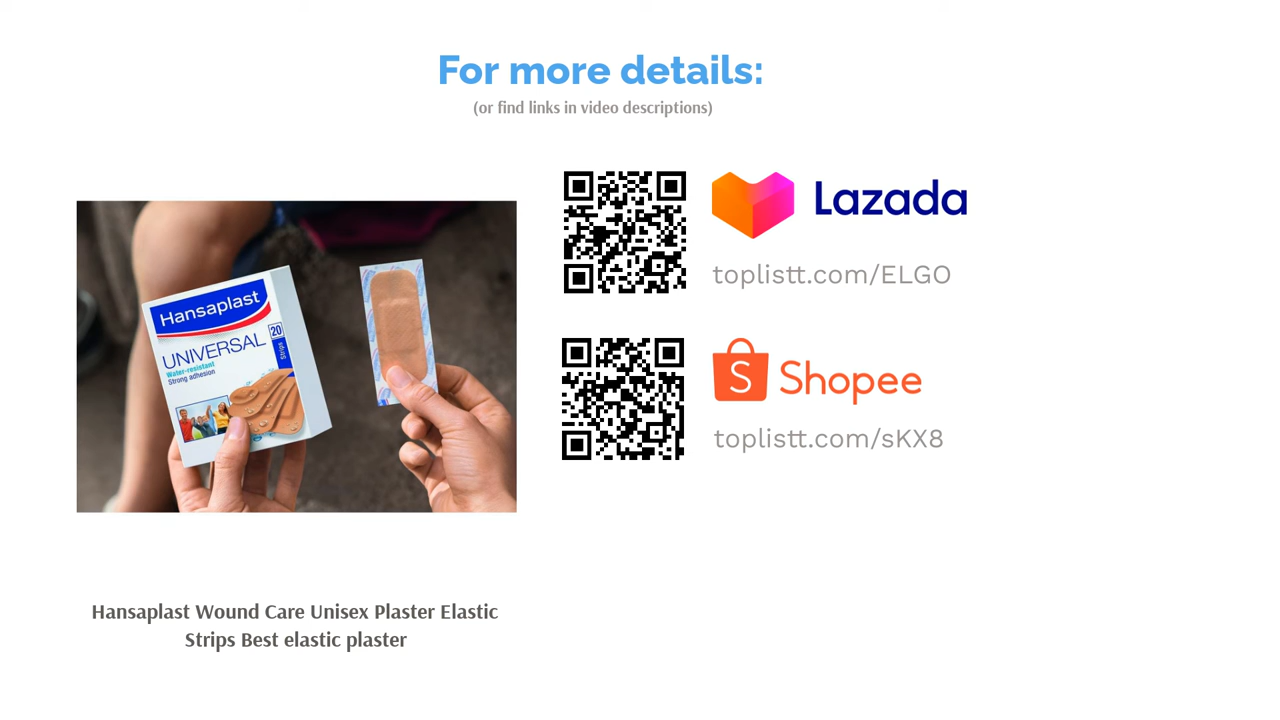 For more details:
(or find links in video descriptions)
Lazada
toplistt.com/ELGO
Hansaplast
UNIVERSAL
20
Strips
Water-resistant
Strong adhesion
S Shopee
toplistt.com/sKX8
Hansaplast Wound Care Unisex Plaster Elastic
Strips Best elastic plaster